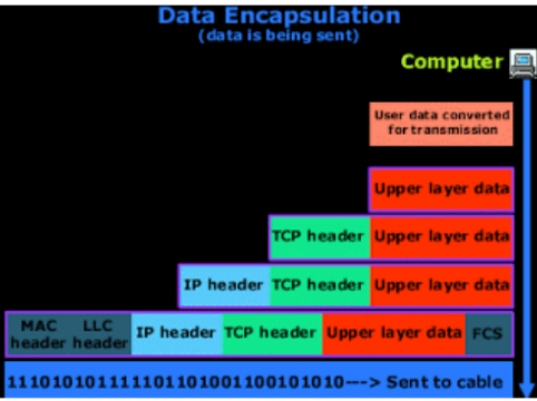 Data Encapsulation
(data is being sent)
Computer
User data converted
for transmission
Upper layer data
TCP header Upper layer data
IP header TCP header Upper layer data
MAC header LLC header IP header TCP header Upper layer data FCS
1110101011111011010011001010101010---> Sent to cable